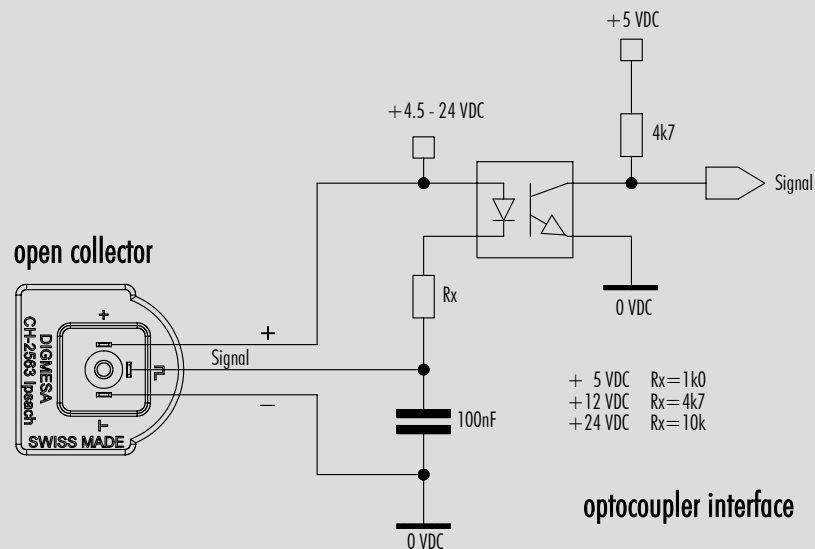 +5 VDC
+4.5 - 24 VDC
4k7
Signal
open collector
Rx
0 VDC
+
+
DIGMESA
CH-2563 Ipsach
Signal
–
SWISS MADE
100nF
+ 5 VDC Rx=1k0
+12 VDC Rx=4k7
+24 VDC Rx=10k
optocoupler interface
0 VDC